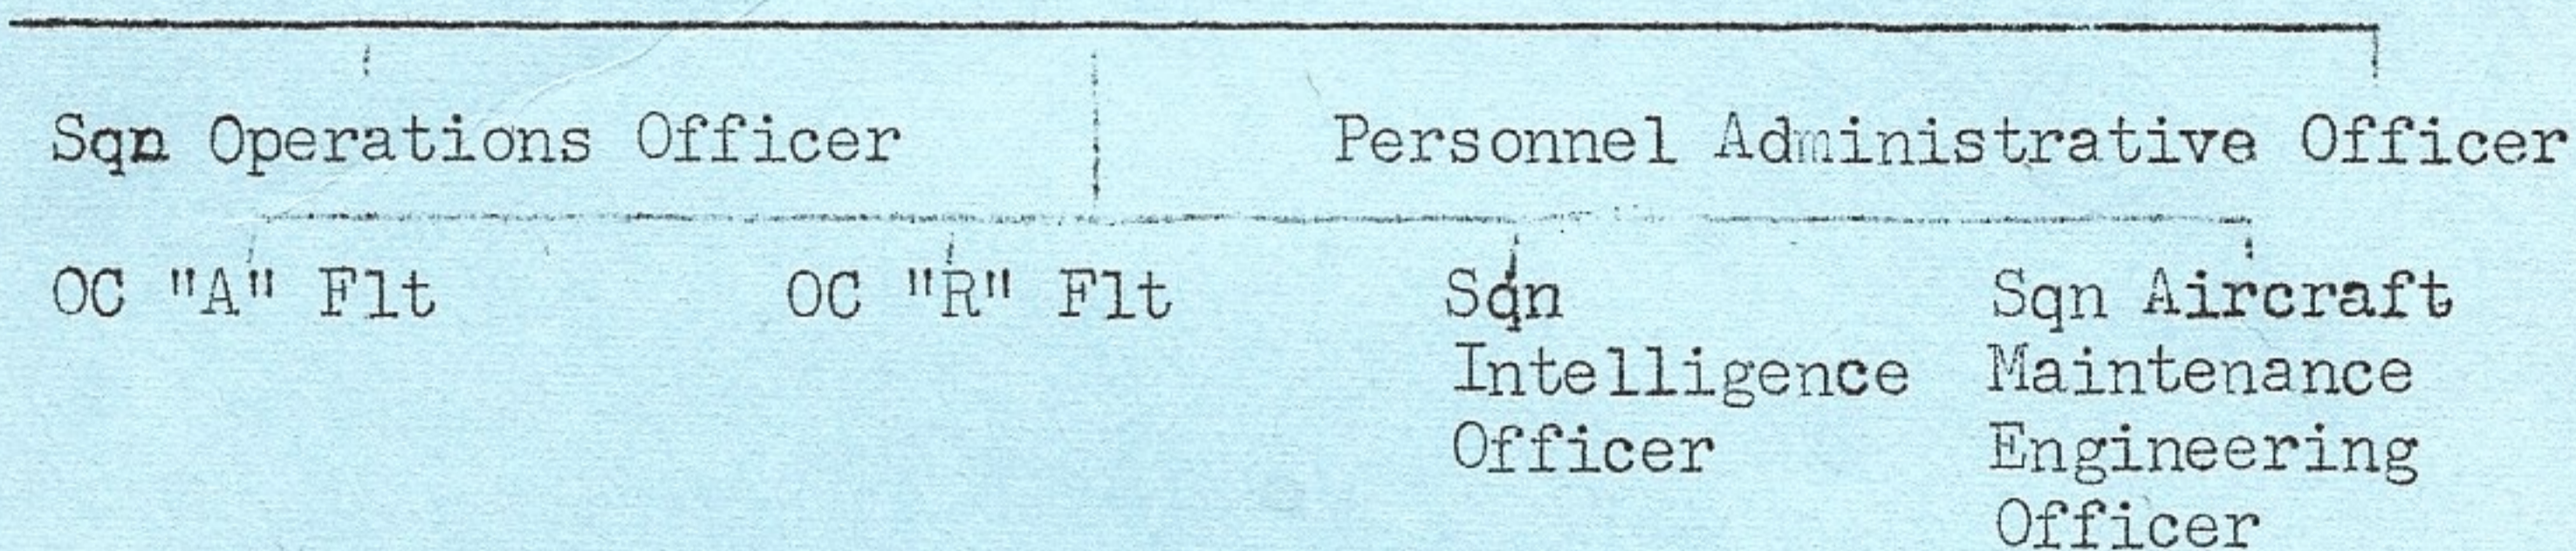 Sqn Operations Officer Personnel Administrative Officer
OC "A" Flt OC "R" Flt Sqn Sqn Aircraft
Intelligence Maintenance
Officer Engineering
Officer